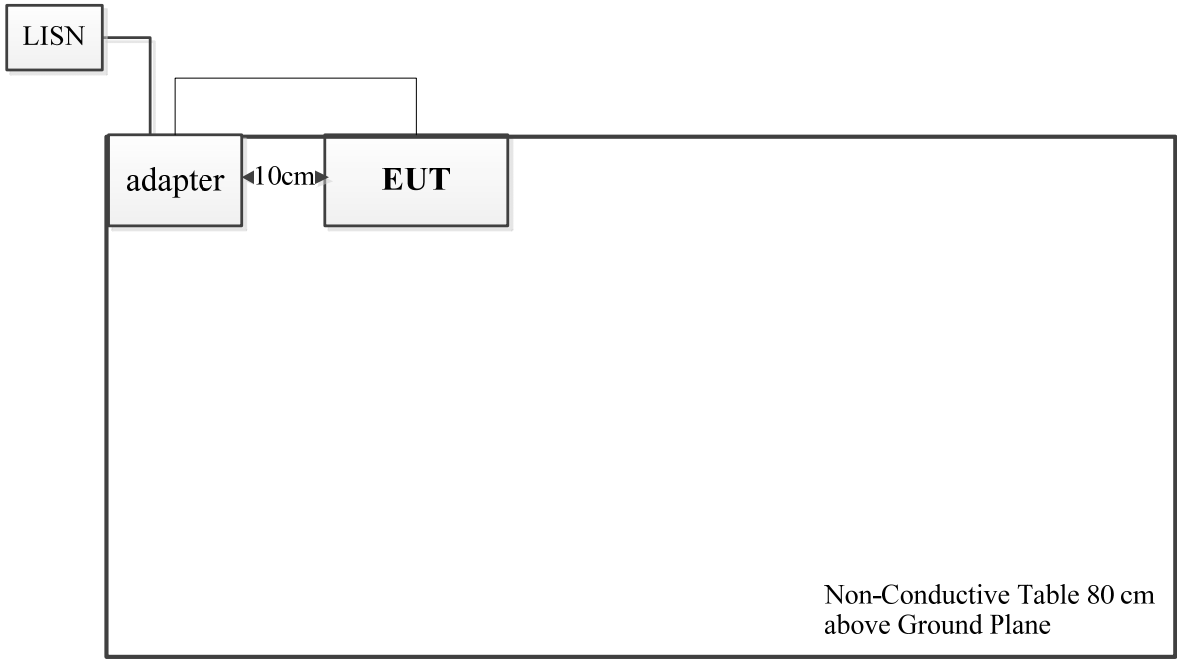 LISN
adapter
10cm
EUT
Non-Conductive Table 80 cm
above Ground Plane